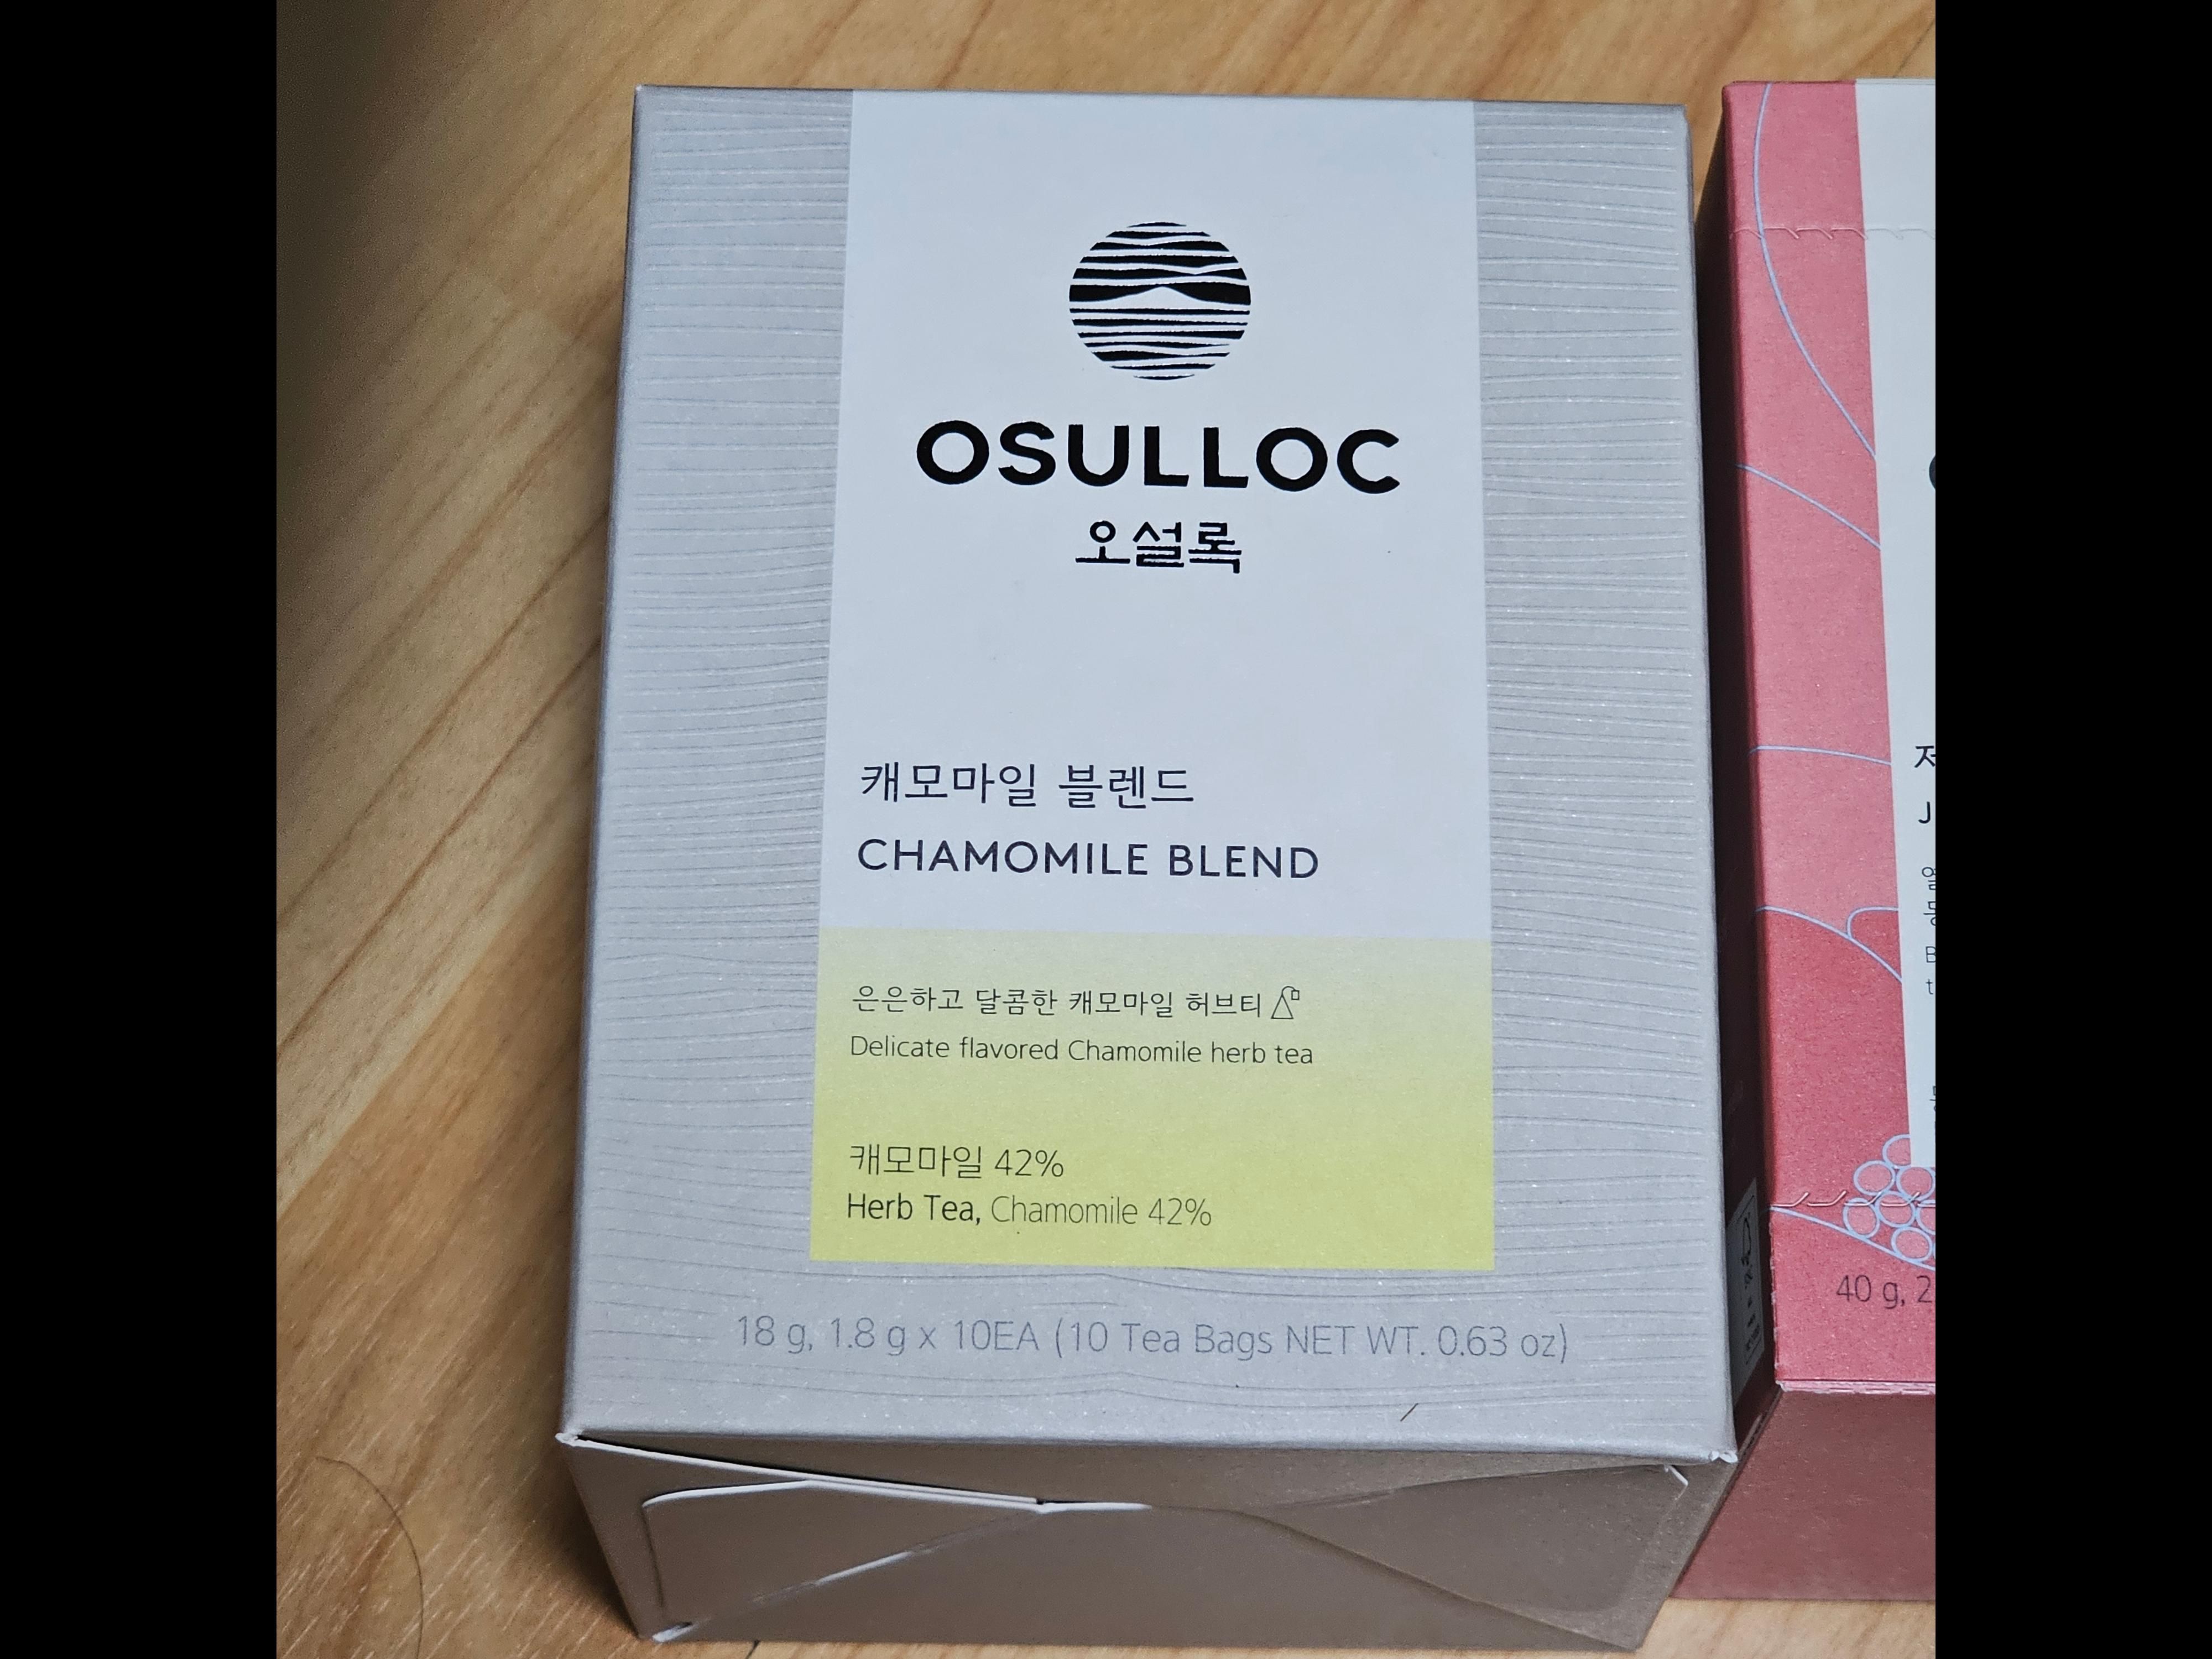 OSULLOC
오설록
캐모마일 블렌드
CHAMOMILE BLEND
은은하고 달콤한 캐모마일 허브티
Delicate flavored Chamomile herb tea
캐모마일 42%
Herb Tea, Chamomile 42%
18 g, 1.8 g x 10EA (10 Tea Bags NET WT. 0.63 oz)
40 g, 2